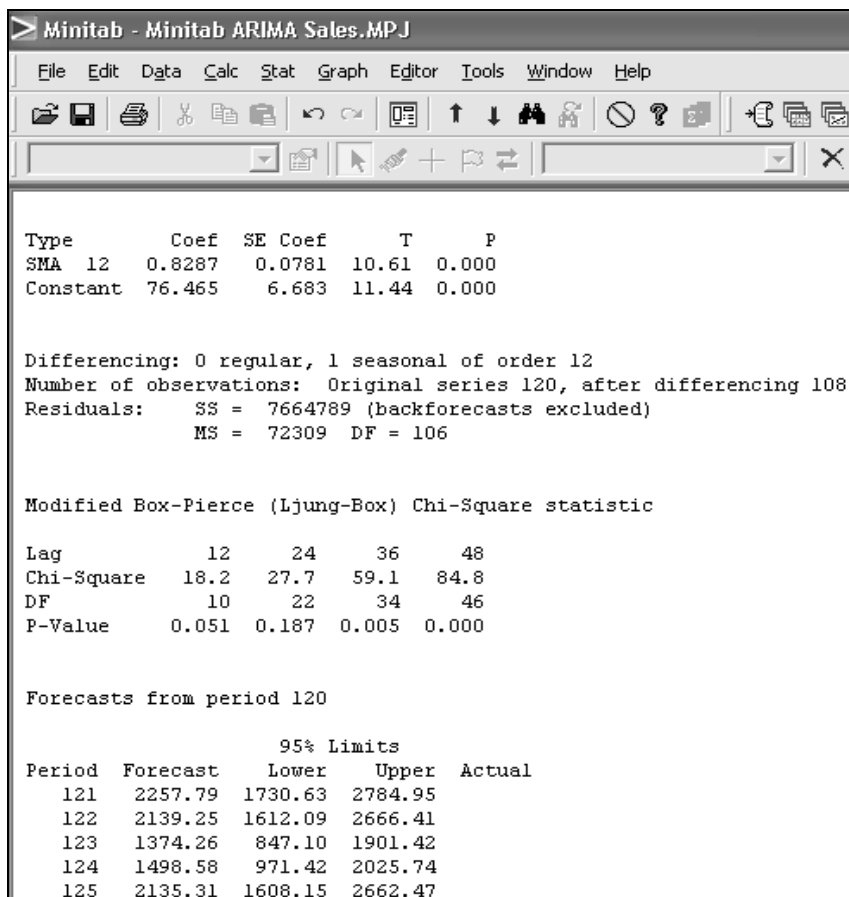 Minitab - Minitab ARIMA Sales.MPJ
File Edit Data Calc Stat Graph Editor Tools Window Help
Type Coef SE Coef T P
SMA 12 0.8287 0.0781 10.61 0.000
Constant 76.465 6.683 11.44 0.000
Differencing: 0 regular, 1 seasonal of order 12
Number of observations: Original series 120, after differencing 108
Residuals: SS = 7664789 (backforecasts excluded)
MS = 72309 DF = 106
Modified Box-Pierce (Ljung-Box) Chi-Square statistic
Lag 12 24 36 48
Chi-Square 18.2 27.7 59.1 84.8
DF 10 22 34 46
P-Value 0.051 0.187 0.005 0.000
Forecasts from period 120
95% Limits
Period Forecast Lower Upper Actual
121 2257.79 1730.63 2784.95
122 2139.25 1612.09 2666.41
123 1374.26 847.10 1901.42
124 1498.58 971.42 2025.74
125 2135.31 1608.15 2662.47